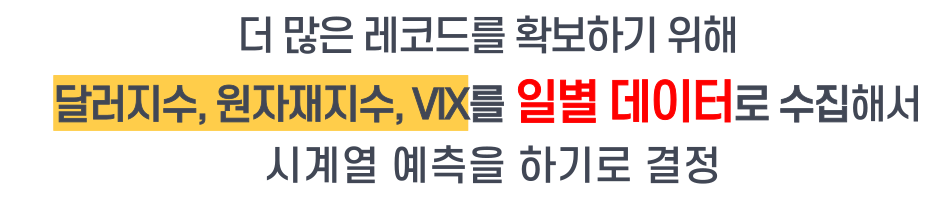 더 많은 레코드를 확보하기 위해
달러지수, 원자재지수, VIX를 일별 데이터로 수집해서
시계열 예측을 하기로 결정